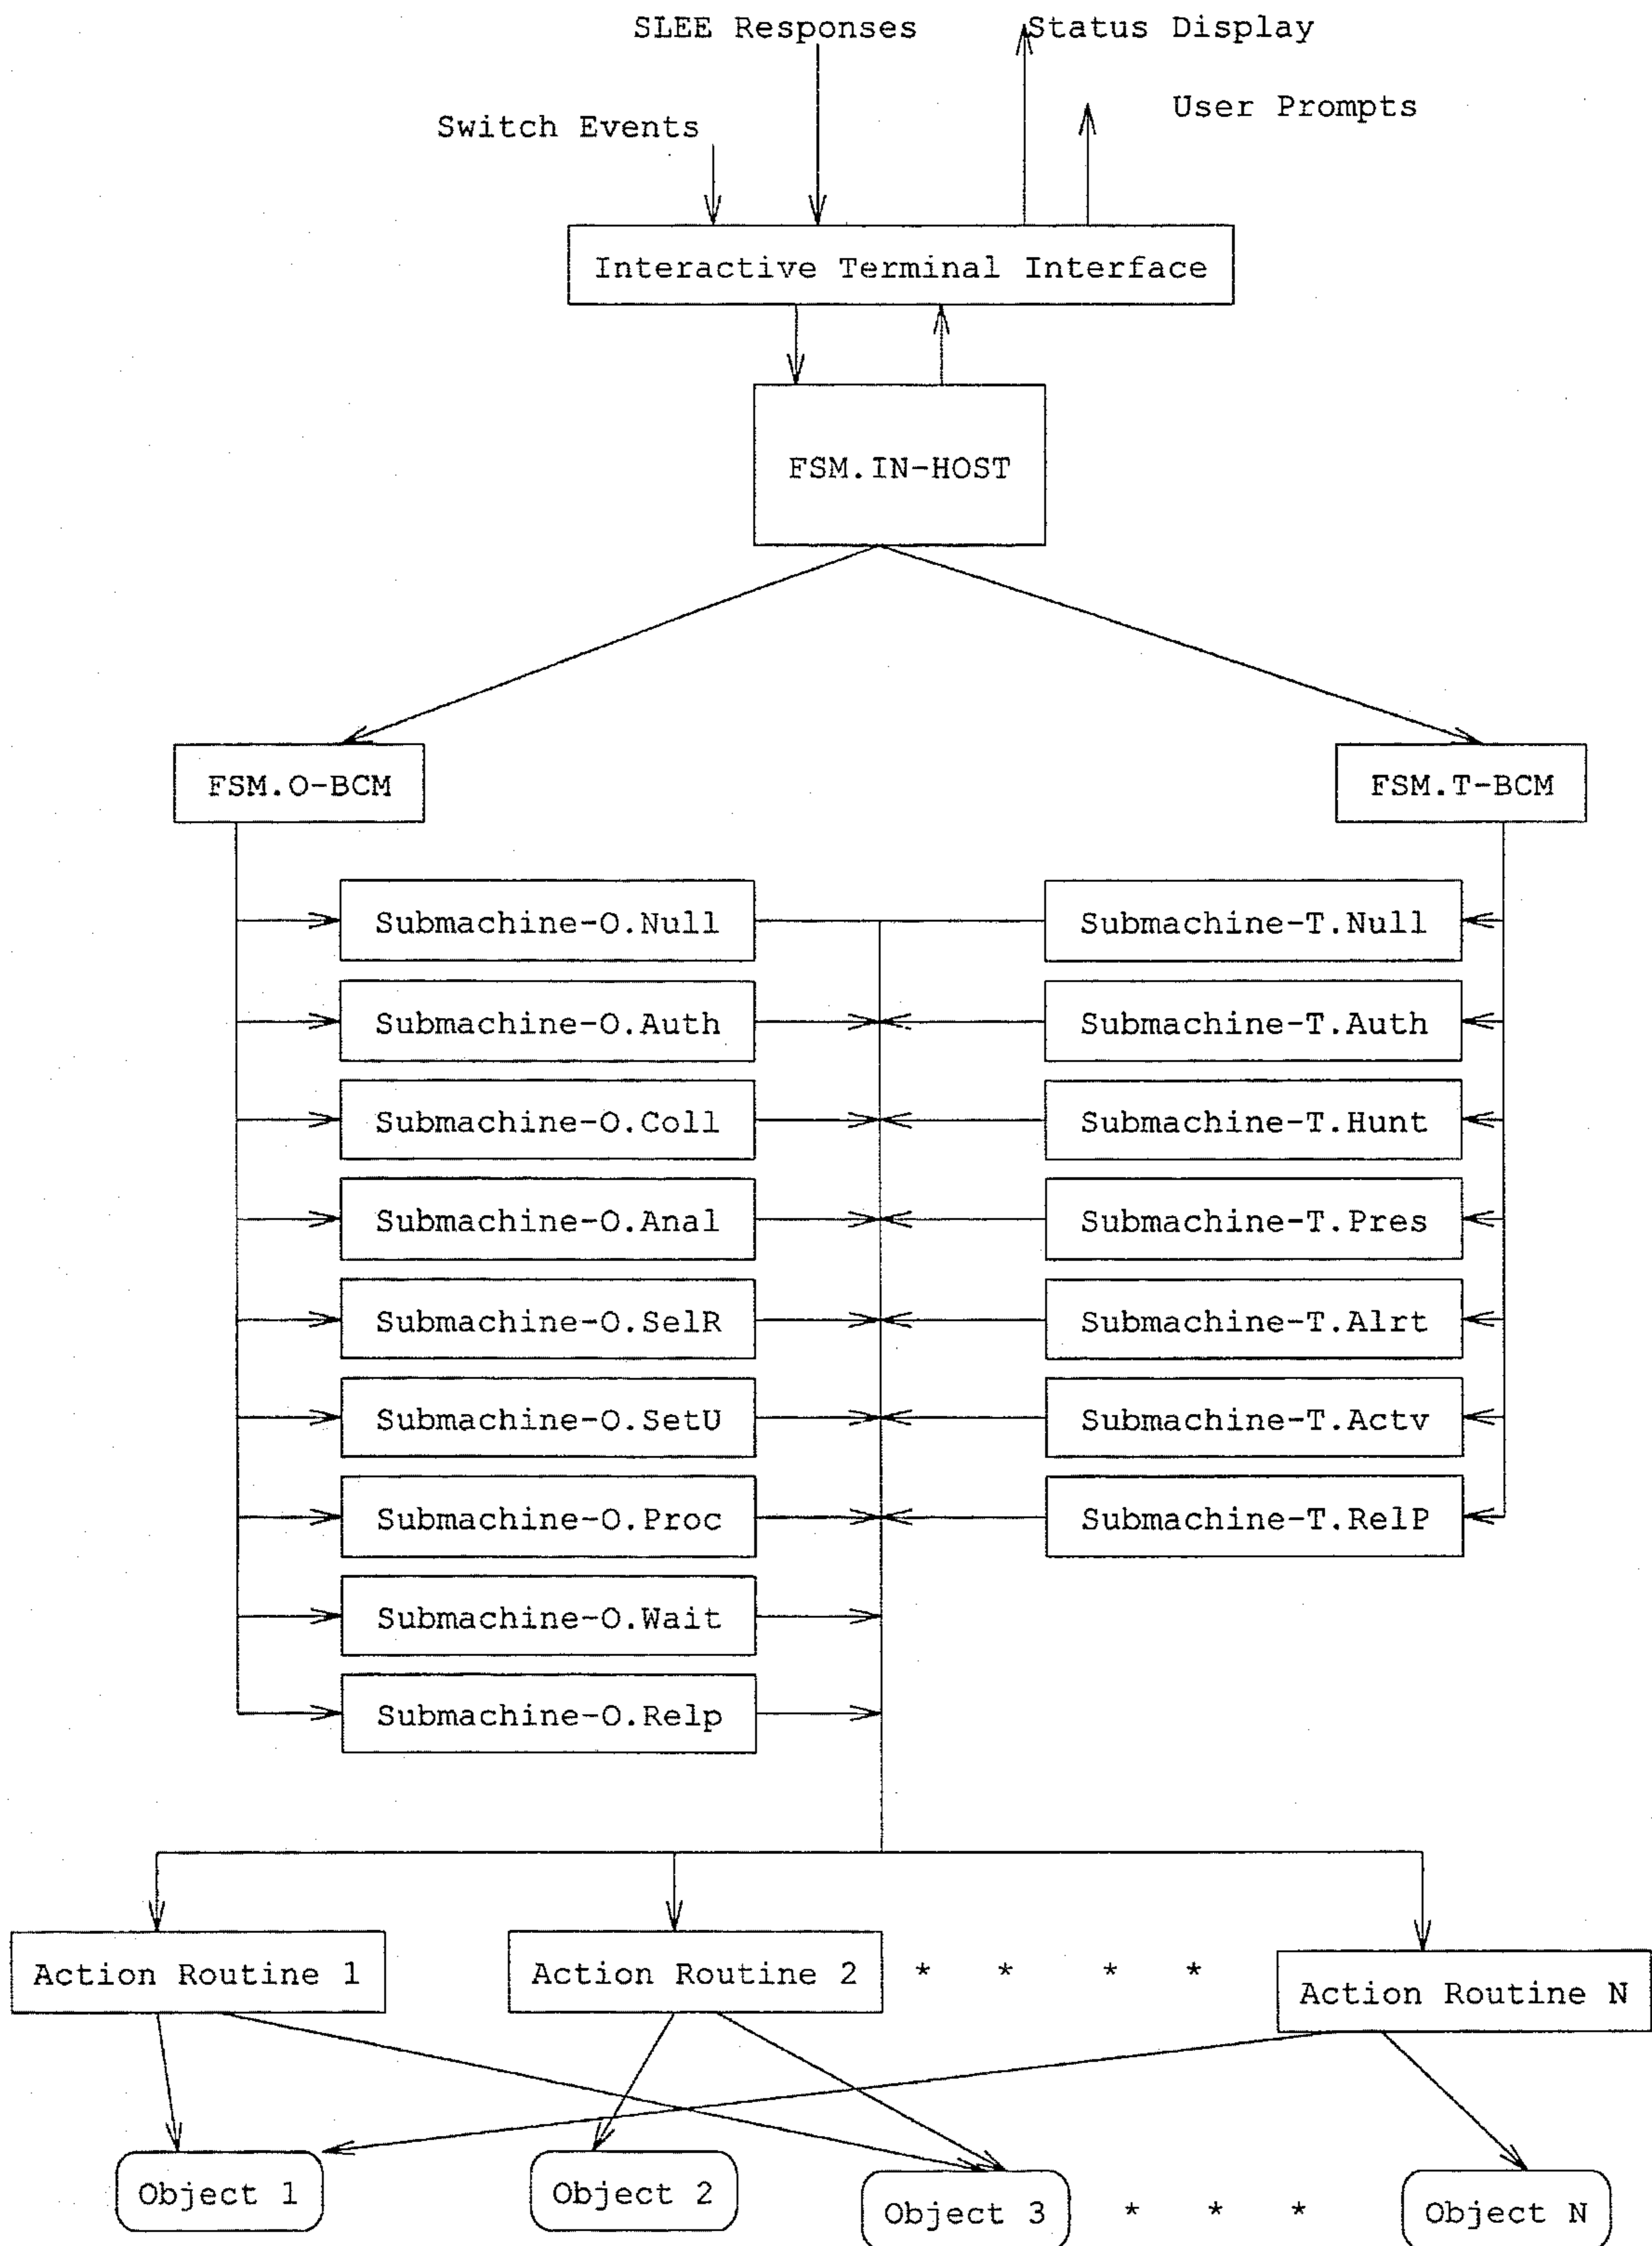 SLEE Responses
Status Display
User Prompts
Switch Events
Interactive Terminal Interface
FSM.IN-HOST
FSM.O-BCM
FSM.T-BCM
Submachine-O.Null
Submachine-T.Null
Submachine-O.Auth
Submachine-T.Auth
Submachine-O.Coll
Submachine-T.Hunt
Submachine-O.Anal
Submachine-T.Pres
Submachine-O.SelR
Submachine-T.Alrt
Submachine-O.SetU
Submachine-T.Actv
Submachine-O.Proc
Submachine-T.RelP
Submachine-O.Wait
Submachine-O.Relp
Action Routine 1
Action Routine 2
* * * *
Action Routine N
Object 1
Object 2
Object 3
* * *
Object N